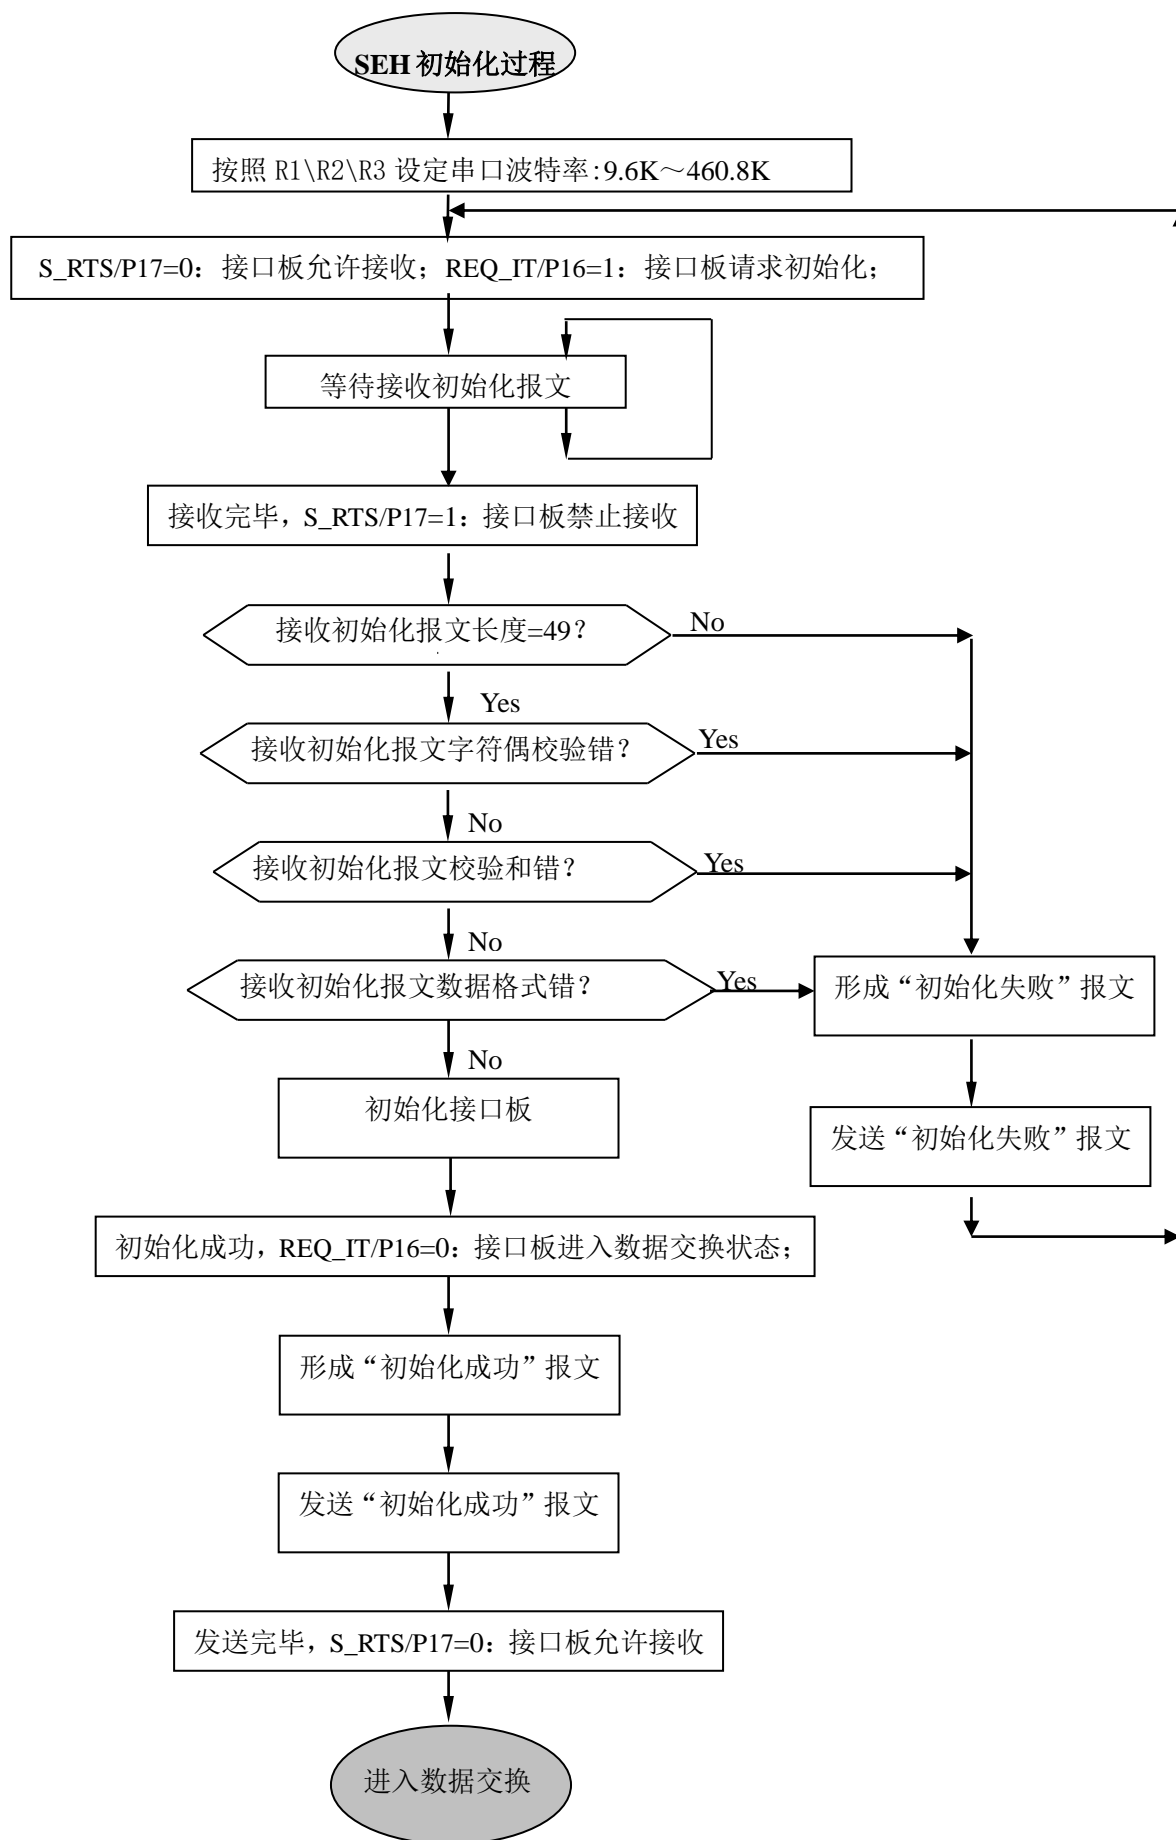 SEH 初始化过程
按照 R1\R2\R3 设定串口波特率:9.6K～460.8K
S_RTS/P17=0：接口板允许接收；REQ_IT/P16=1：接口板请求初始化；
等待接收初始化报文
接收完毕，S_RTS/P17=1：接口板禁止接收
接收初始化报文长度=49？
No
Yes
接收初始化报文字符偶校验错？
Yes
No
接收初始化报文校验和错？
Yes
No
接收初始化报文数据格式错？
Yes
形成“初始化失败”报文
No
初始化接口板
发送“初始化失败”报文
初始化成功，REQ_IT/P16=0：接口板进入数据交换状态；
形成“初始化成功”报文
发送“初始化成功”报文
发送完毕，S_RTS/P17=0：接口板允许接收
进入数据交换